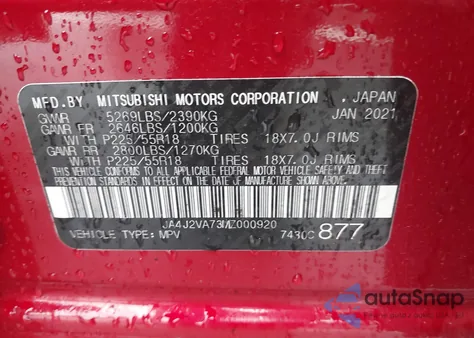 MFD.BY MITSUBISHI MOTORS CORPORATION , JAPAN
GVWR 5269LBS/2390KG JAN 2021
GAWR FR 2646LBS/1200KG
WITH P225/55R18 TIRES 18X7.0J RIMS
GAWR RR 2800LBS/1270KG
WITH P225/55R18 TIRES 18X7.0J RIMS
THIS VEHICLE CONFORMS TO ALL APPLICABLE FEDERAL MOTOR
VEHICLE SAFETY, BUMPER, AND THEFT PREVENTION STANDARDS IN EFFECT ON THE DATE OF MANUFACTURE SHOWN ABOVE.
JA4J2VA73MZ000920
VEHICLE TYPE: MPV 7430C 877
autoSnap